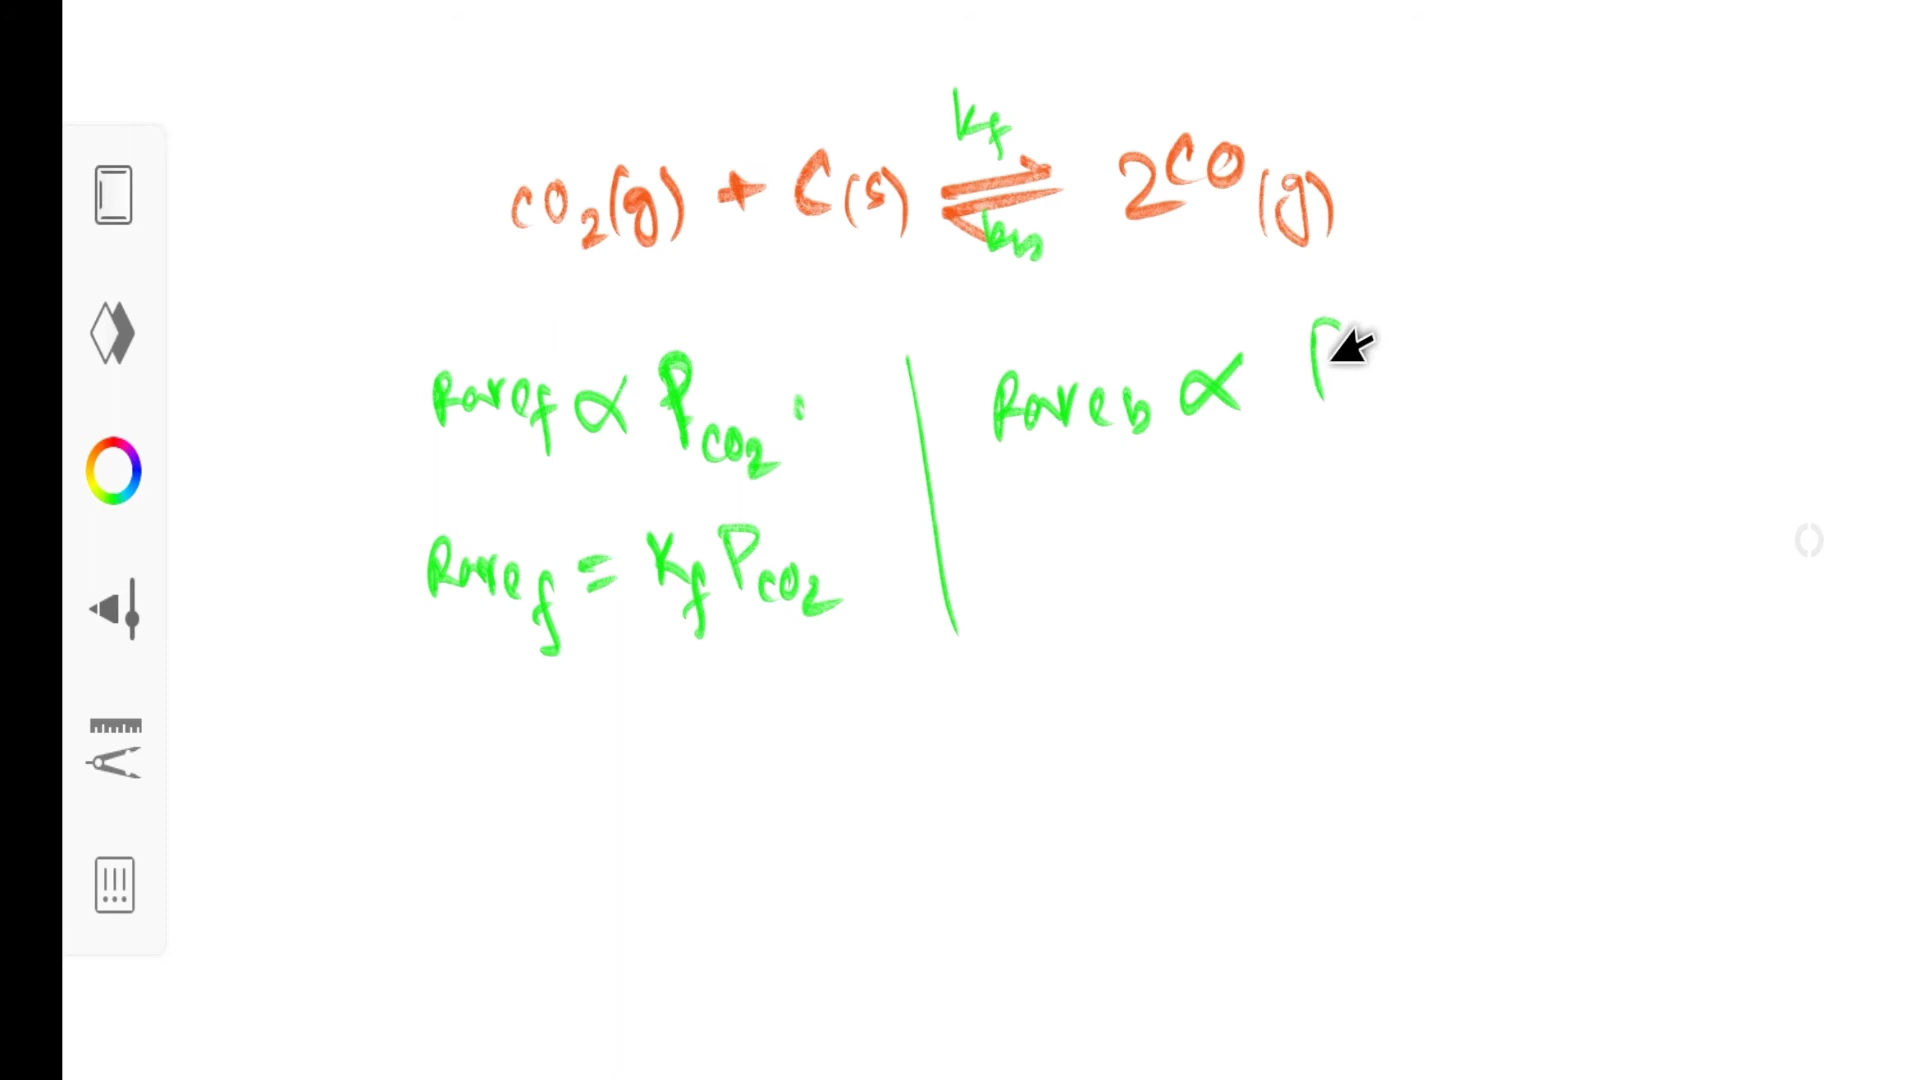 CO2(g) + C(s) ⇌ 2CO(g)
Kf
Kb
Ratef ∝ PCO2
Rateb ∝ P
Ratef = Kf PCO2